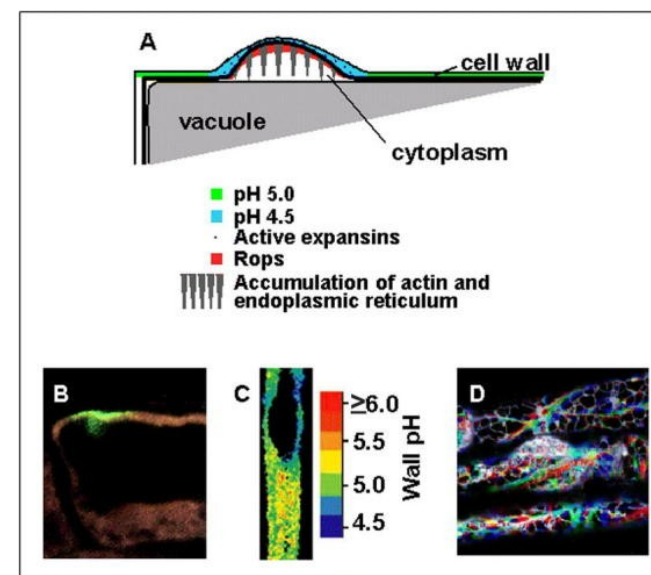 A
cell wall
vacuole
cytoplasm
pH 5.0
pH 4.5
Active expansins
Rops
Accumulation of actin and
endoplasmic reticulum
B
C
D
≥6.0
5.5
5.0
4.5
Wall pH